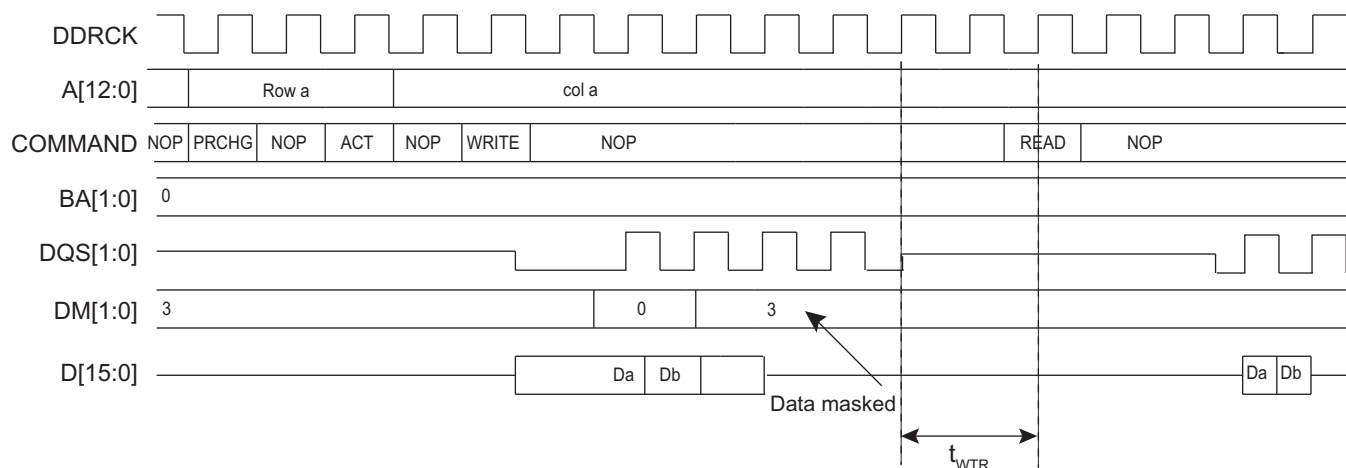 DDRCK
A[12:0] Row a col a
COMMAND NOP PRCHG NOP ACT NOP WRITE NOP READ NOP
BA[1:0] 0
DQS[1:0]
DM[1:0] 3 0 3
D[15:0] Da Db Da Db
Data masked
tWTR